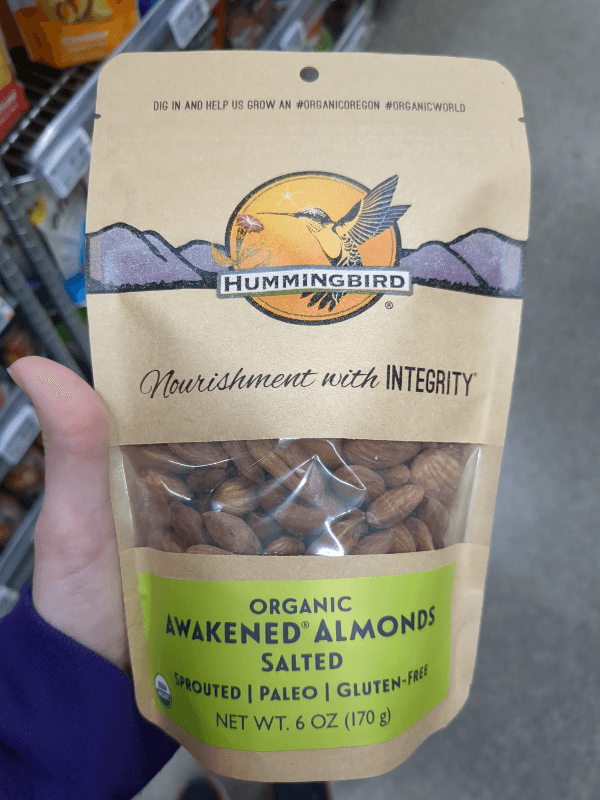 DIG IN AND HELP US GROW AN #ORGANICOREGON #ORGANICWORLD
HUMMINGBIRD®
Nourishment with INTEGRITY
ORGANIC
AWAKENED® ALMONDS
SALTED
SPROUTED | PALEO | GLUTEN-FREE
NET WT. 6 OZ (170 g)